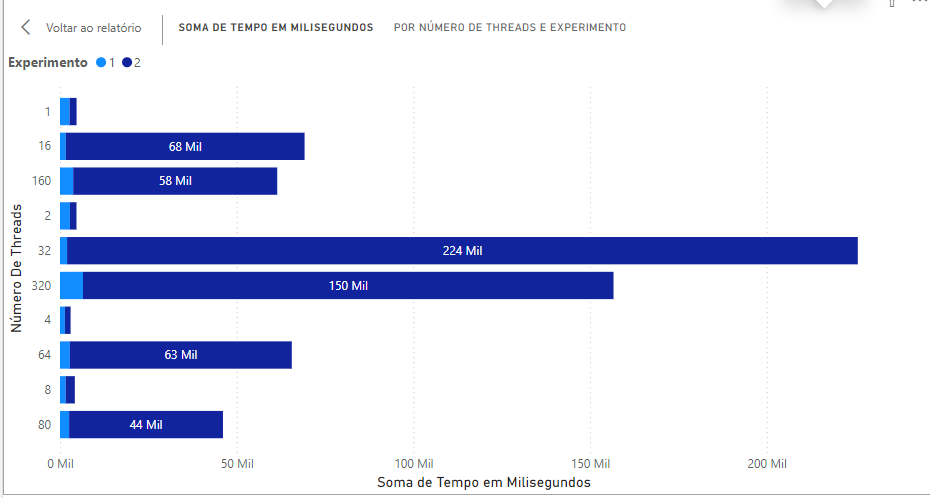 Voltar ao relatório SOMA DE TEMPO EM MILISEGUNDOS POR NÚMERO DE THREADS E EXPERIMENTO
Experimento 1 2
Número De Threads
1
16 68 Mil
160 58 Mil
2
32 224 Mil
320 150 Mil
4
64 63 Mil
8
80 44 Mil
0 Mil 50 Mil 100 Mil 150 Mil 200 Mil
Soma de Tempo em Milisegundos